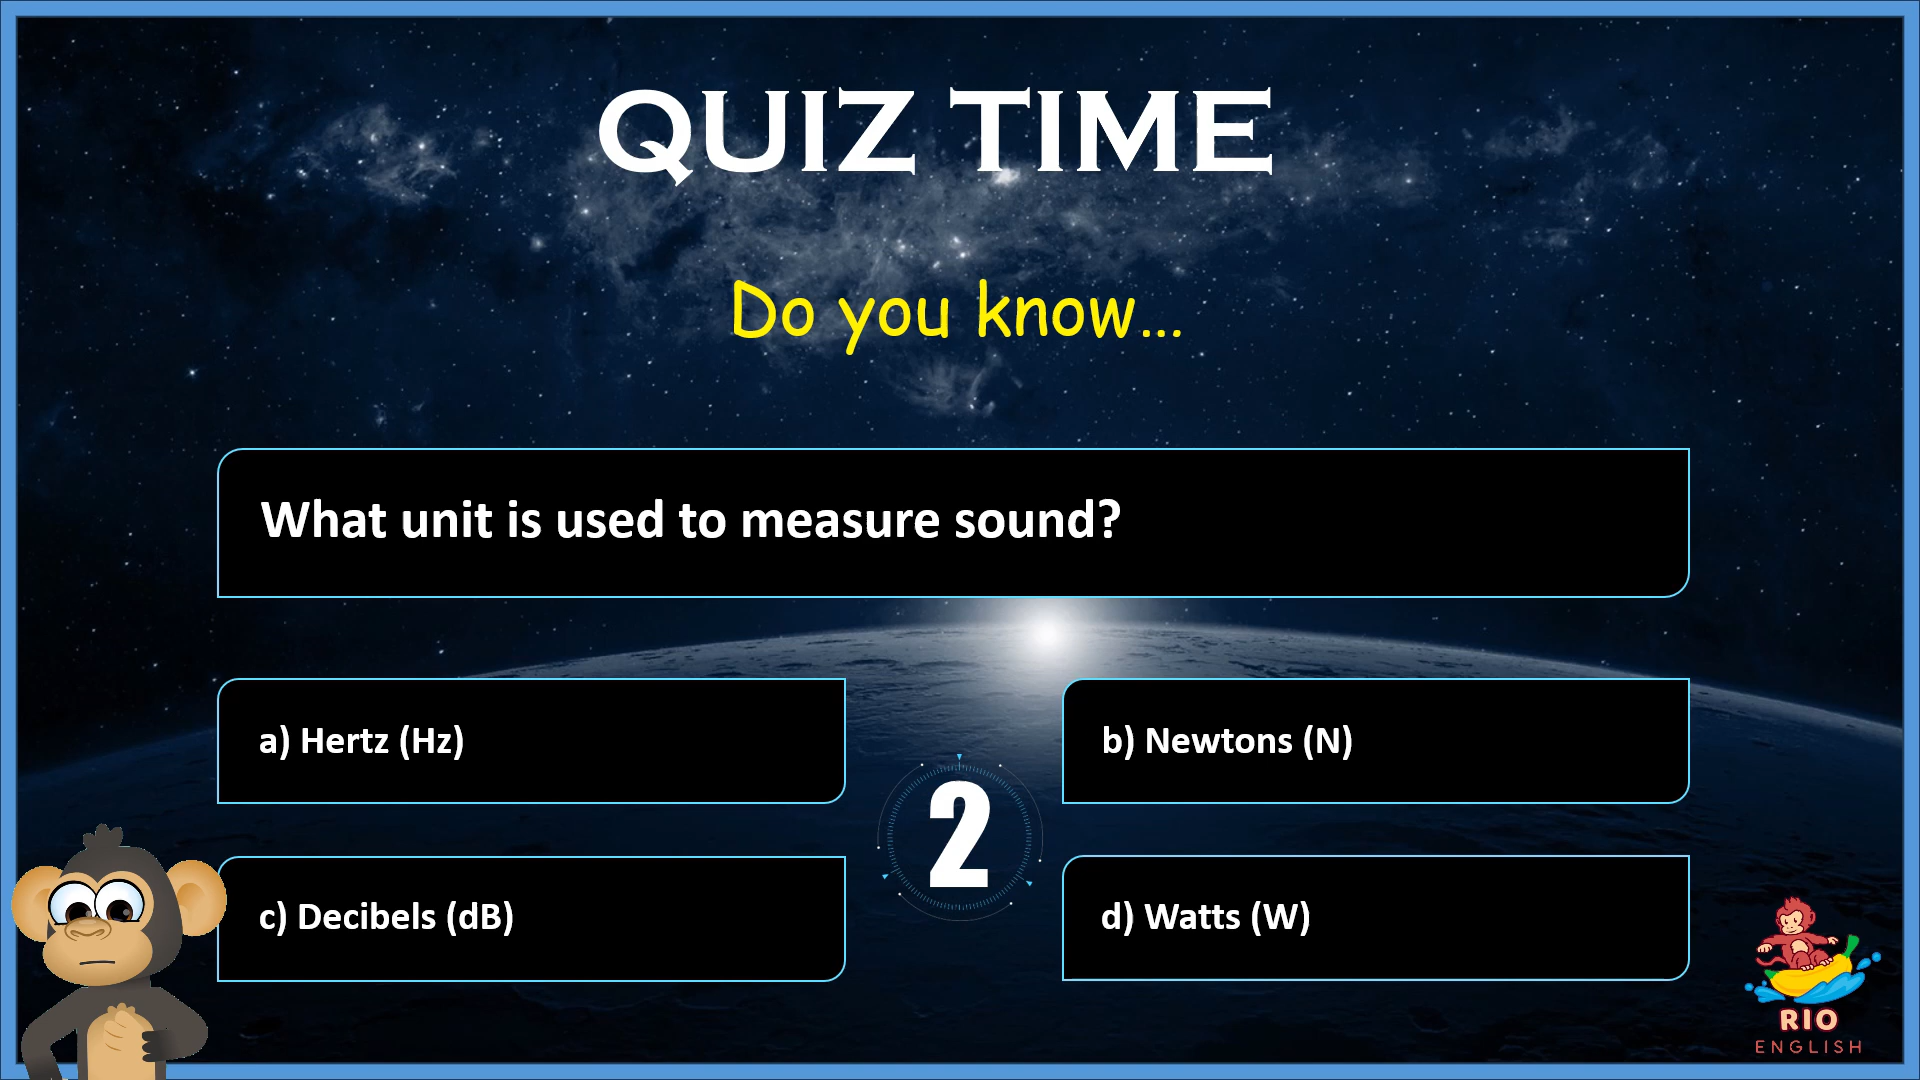 QUIZ TIME
Do you know...
What unit is used to measure sound?
a) Hertz (Hz)
b) Newtons (N)
2
c) Decibels (dB)
d) Watts (W)
RIO
ENGLISH